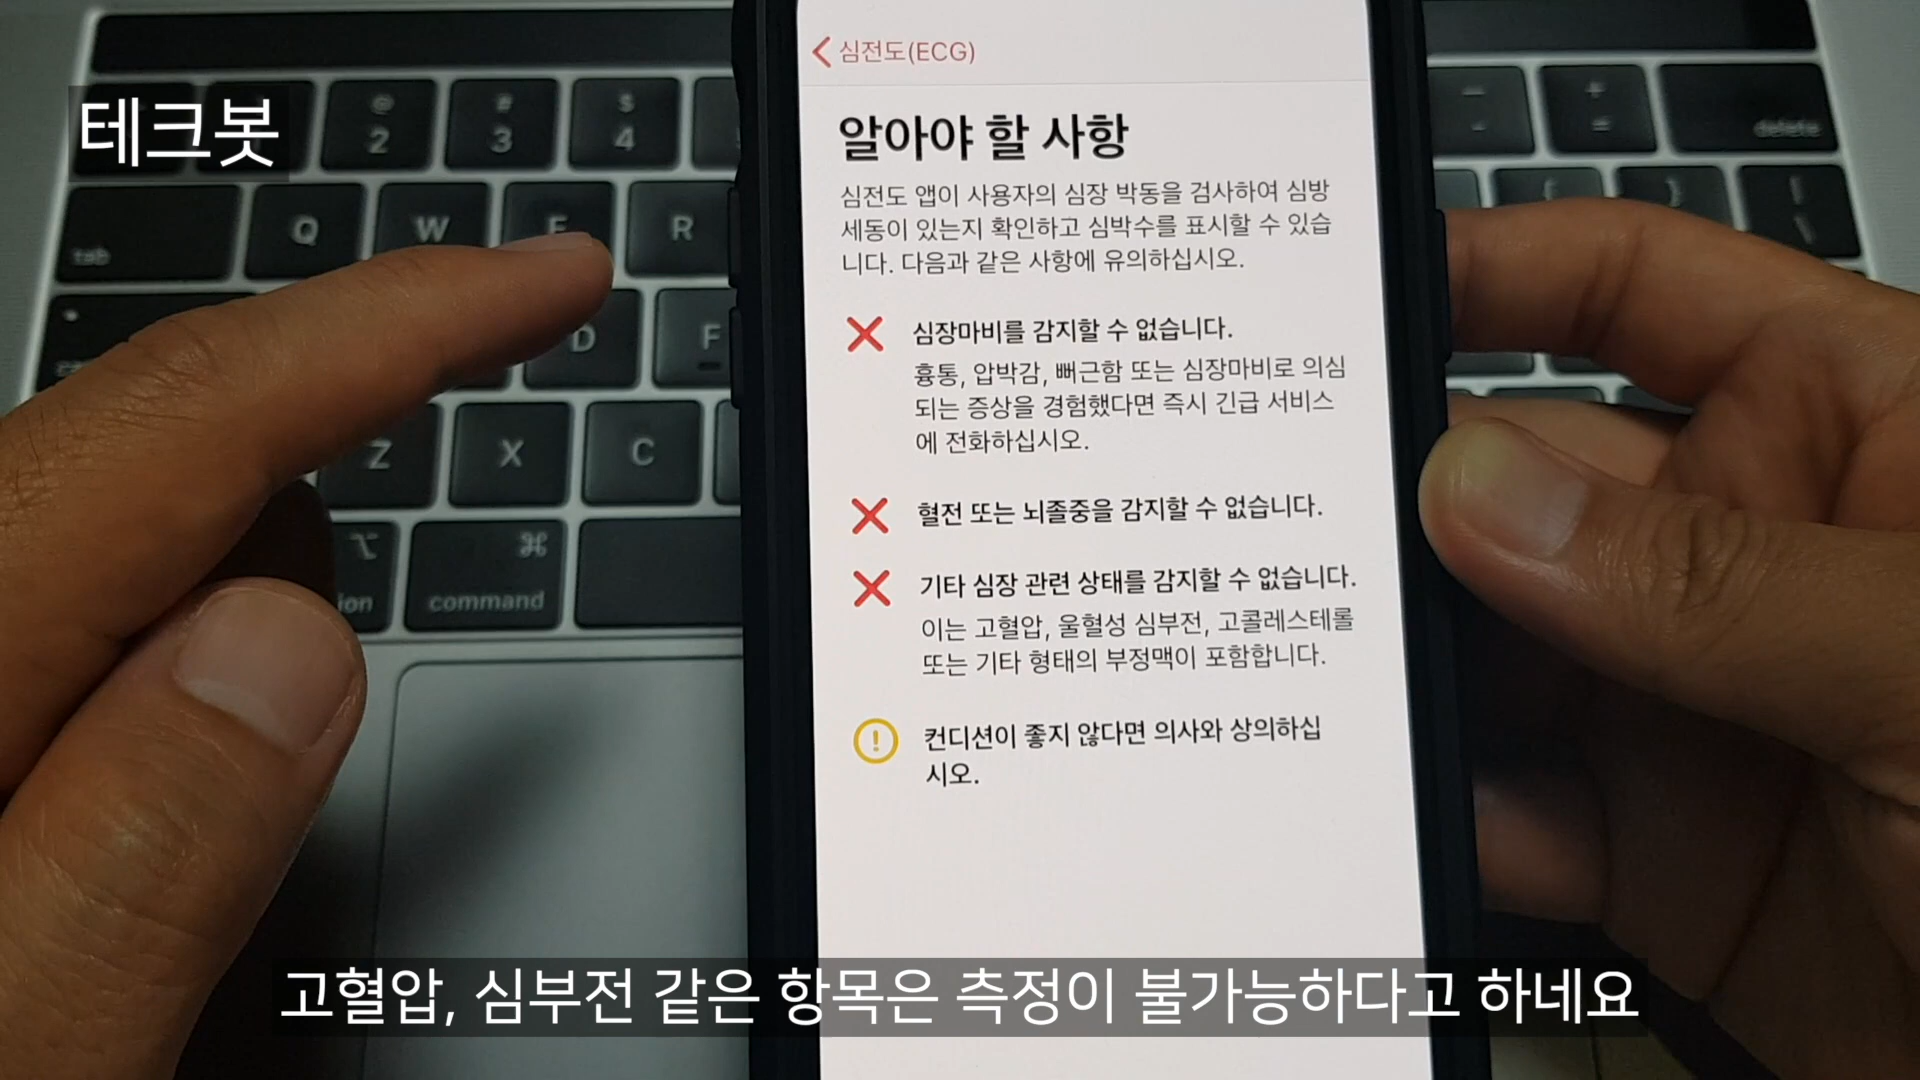 테크봇
심전도(ECG)
알아야 할 사항
심전도 앱이 사용자의 심장 박동을 검사하여 심방
세동이 있는지 확인하고 심박수를 표시할 수 있습
니다. 다음과 같은 사항에 유의하십시오.
심장마비를 감지할 수 없습니다.
흉통, 압박감, 뻐근함 또는 심장마비로 의심
되는 증상을 경험했다면 즉시 긴급 서비스
에 전화하십시오.
혈전 또는 뇌졸중을 감지할 수 없습니다.
기타 심장 관련 상태를 감지할 수 없습니다.
이는 고혈압, 울혈성 심부전, 고콜레스테롤
또는 기타 형태의 부정맥이 포함합니다.
컨디션이 좋지 않다면 의사와 상의하십
시오.
@ # $
2 3 4
- + delete
_ =
tab Q W E R { } |
\
D F
Z X C
⌥ ⌘
ion command
고혈압, 심부전 같은 항목은 측정이 불가능하다고 하네요